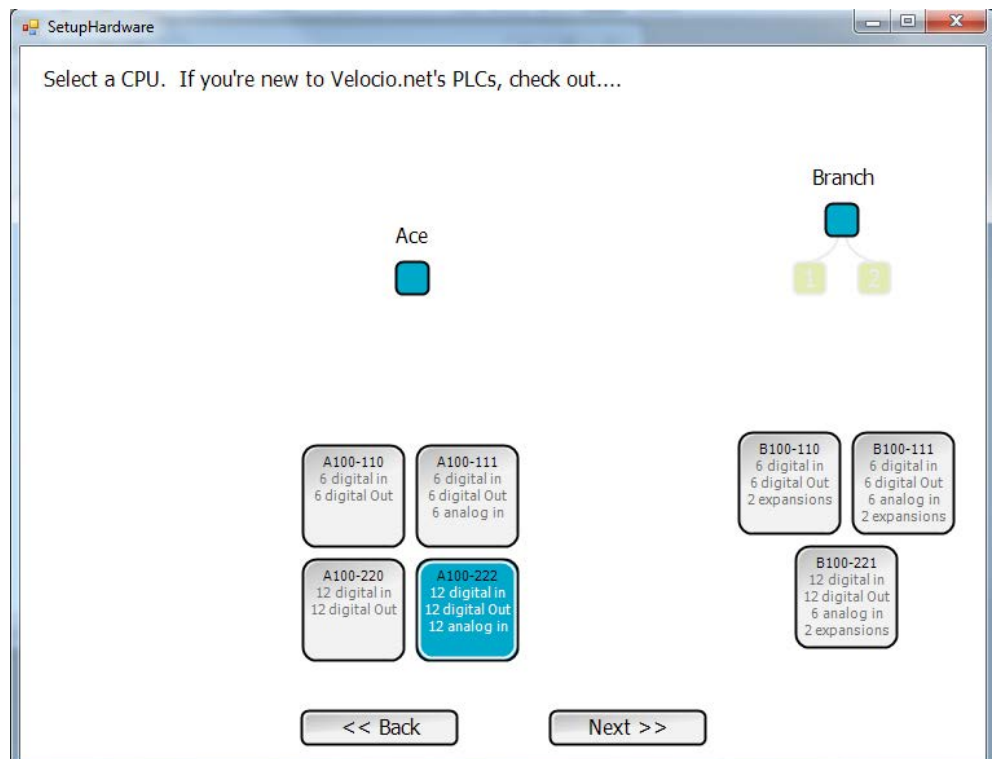 SetupHardware
Select a CPU.  If you're new to Velocio.net's PLCs, check out....
Ace
Branch
1
2
A100-110
6 digital in
6 digital Out
A100-111
6 digital in
6 digital Out
6 analog in
A100-220
12 digital in
12 digital Out
A100-222
12 digital in
12 digital Out
12 analog in
B100-110
6 digital in
6 digital Out
2 expansions
B100-111
6 digital in
6 digital Out
6 analog in
2 expansions
B100-221
12 digital in
12 digital Out
6 analog in
2 expansions
<< Back
Next >>